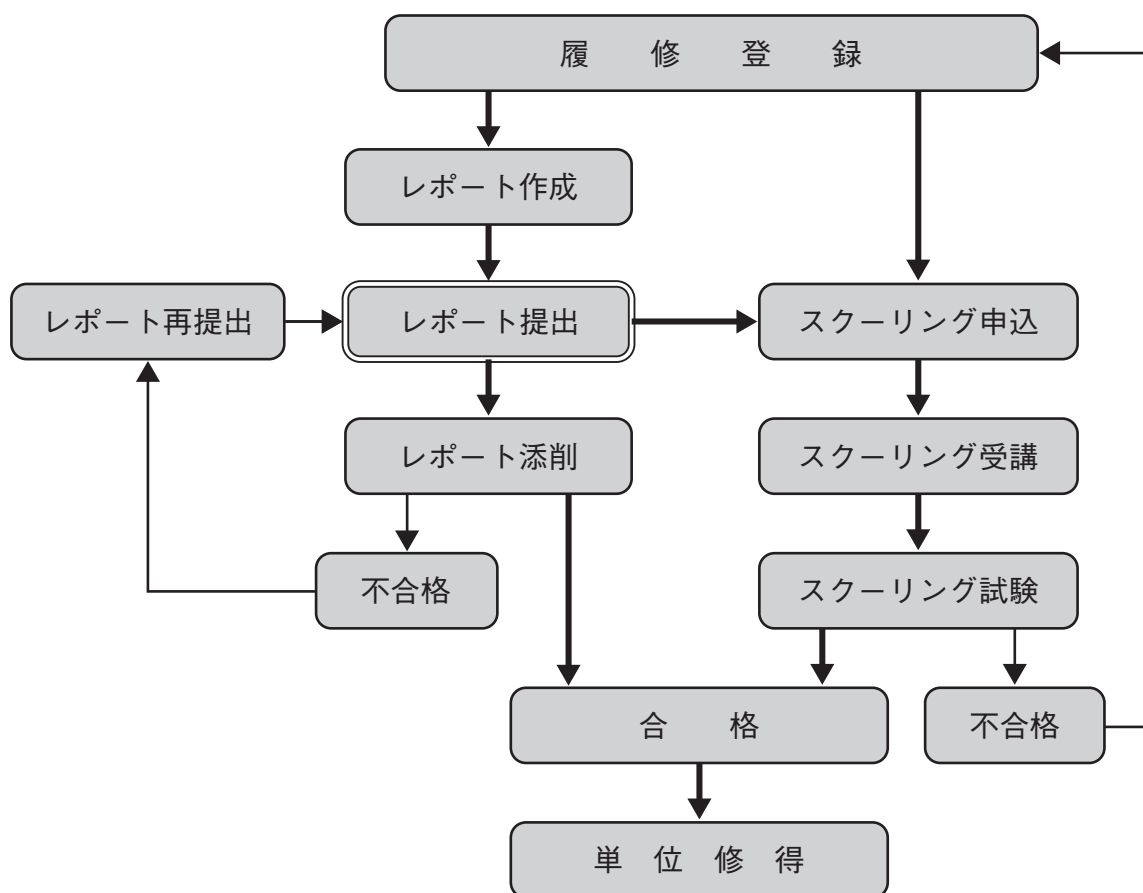 履修登録
レポート作成
レポート再提出
レポート提出
スクーリング申込
レポート添削
スクーリング受講
不合格
スクーリング試験
合格
不合格
単位修得